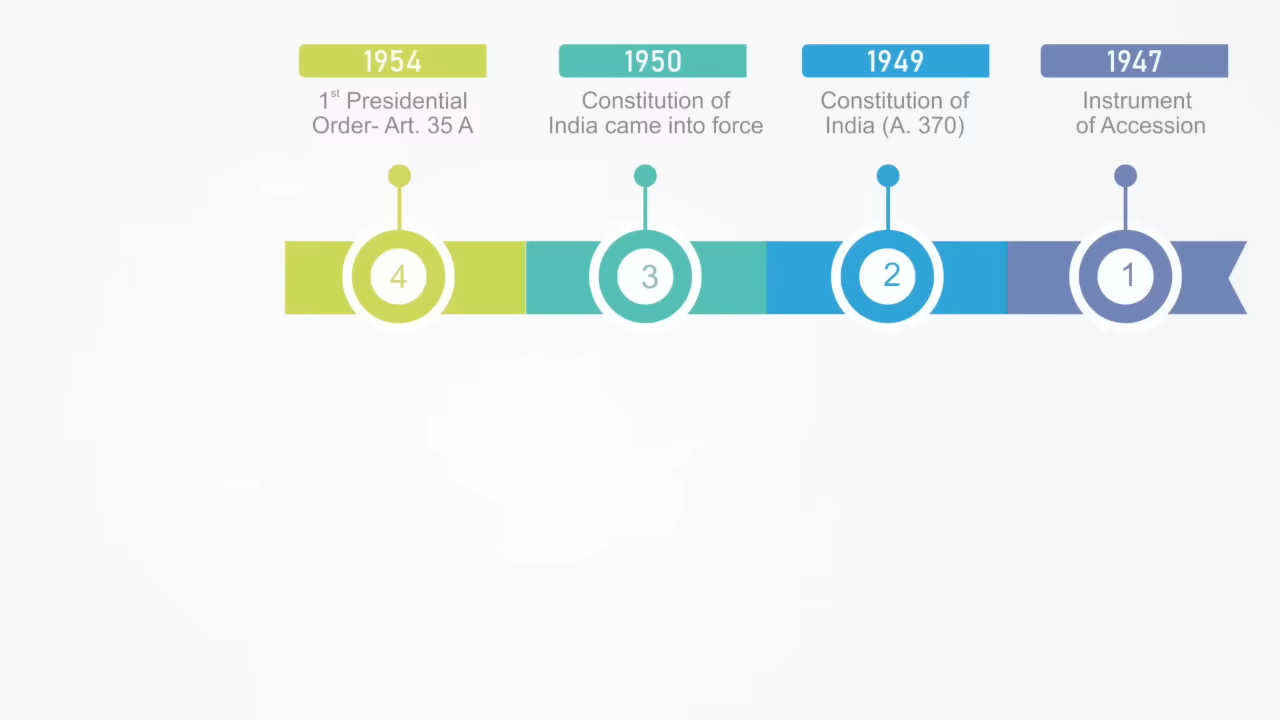 1954
1st Presidential
Order- Art. 35 A
1950
Constitution of
India came into force
1949
Constitution of
India (A. 370)
1947
Instrument
of Accession
4
3
2
1